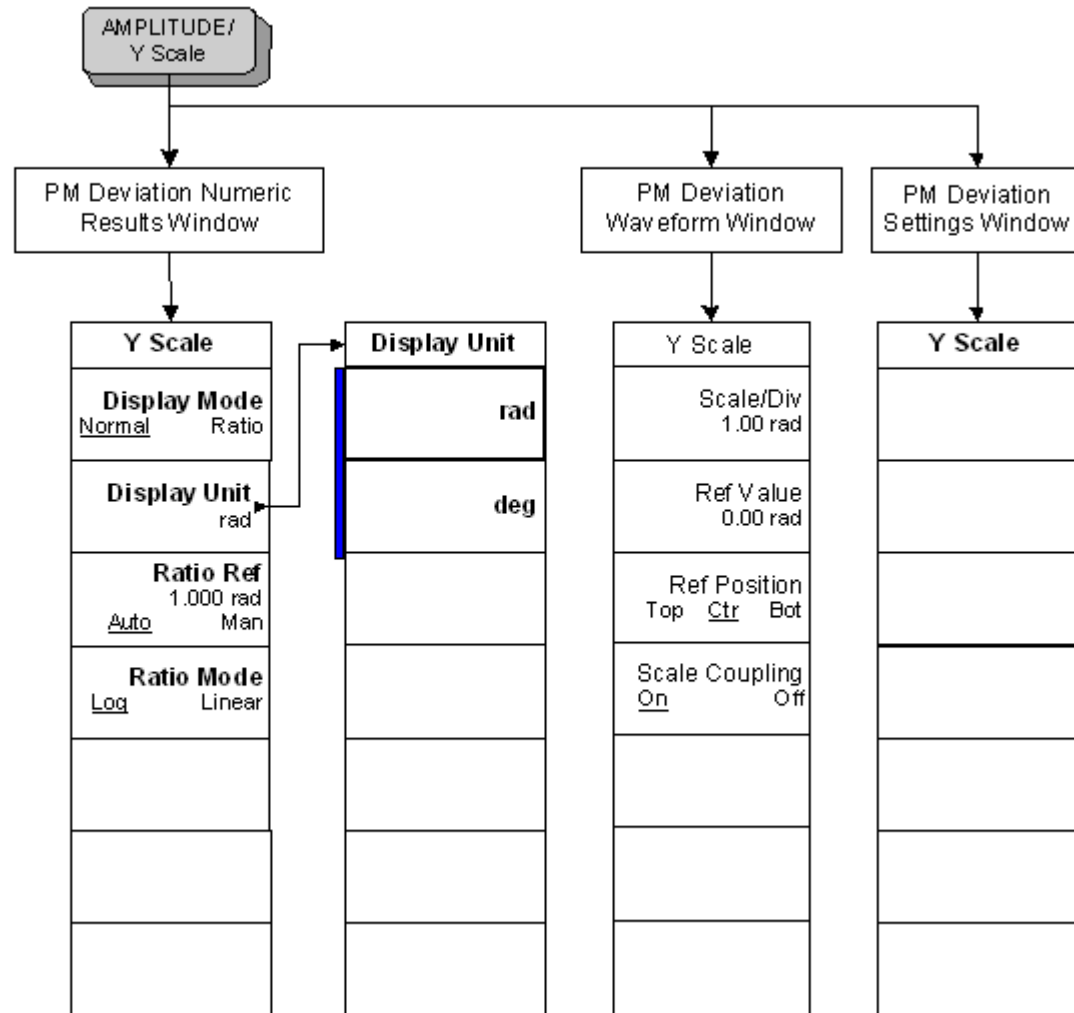 AMPLITUDE/
Y Scale
PM Deviation Numeric
Results Window
PM Deviation
Waveform Window
PM Deviation
Settings Window
Y Scale
Display Mode
Normal Ratio
Display Unit
rad
Ratio Ref
1.000 rad
Auto Man
Ratio Mode
Log Linear
Display Unit
rad
deg
Y Scale
Scale/Div
1.00 rad
Ref Value
0.00 rad
Ref Position
Top Ctr Bot
Scale Coupling
On Off
Y Scale